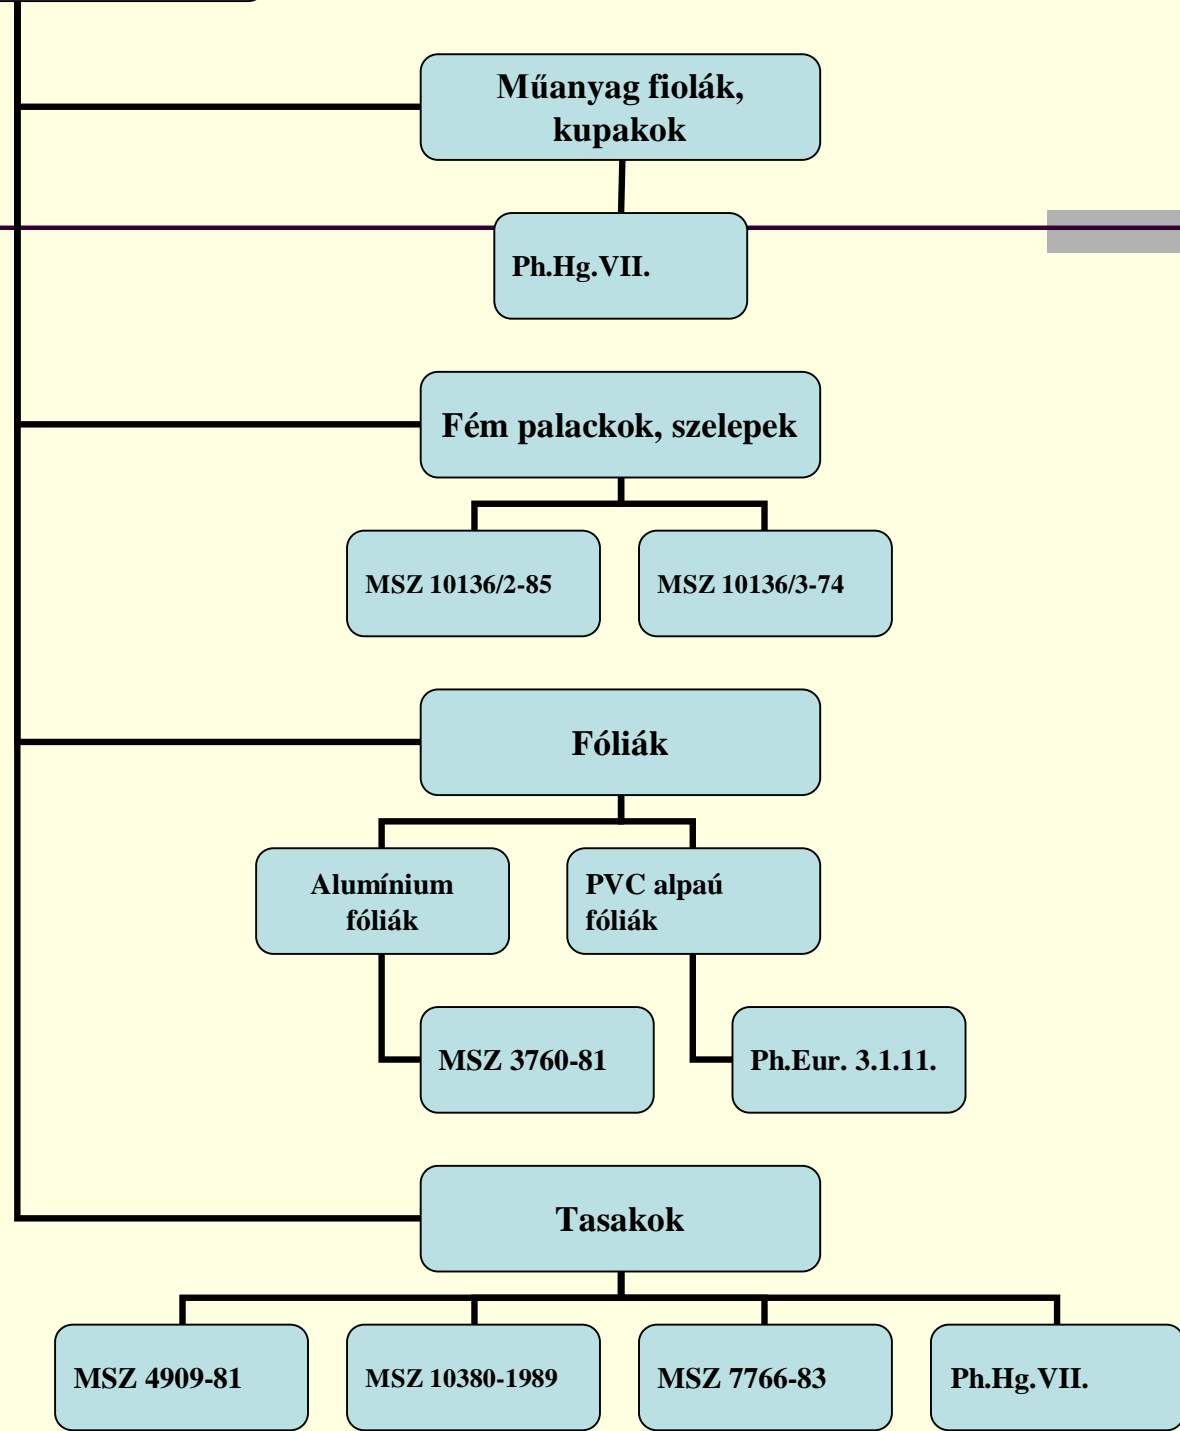 Műanyag fiolák,
kupakok
Ph.Hg.VII.
Fém palackok, szelepek
MSZ 10136/2-85
MSZ 10136/3-74
Fóliák
Alumínium
fóliák
PVC alpaú
fóliák
MSZ 3760-81
Ph.Eur. 3.1.11.
Tasakok
MSZ 4909-81
MSZ 10380-1989
MSZ 7766-83
Ph.Hg.VII.